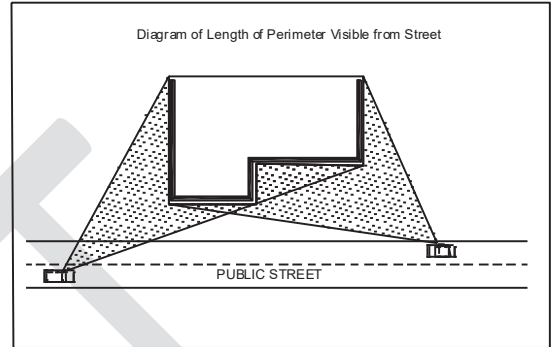 Diagram of Length of Perimeter Visible from Street
PUBLIC STREET